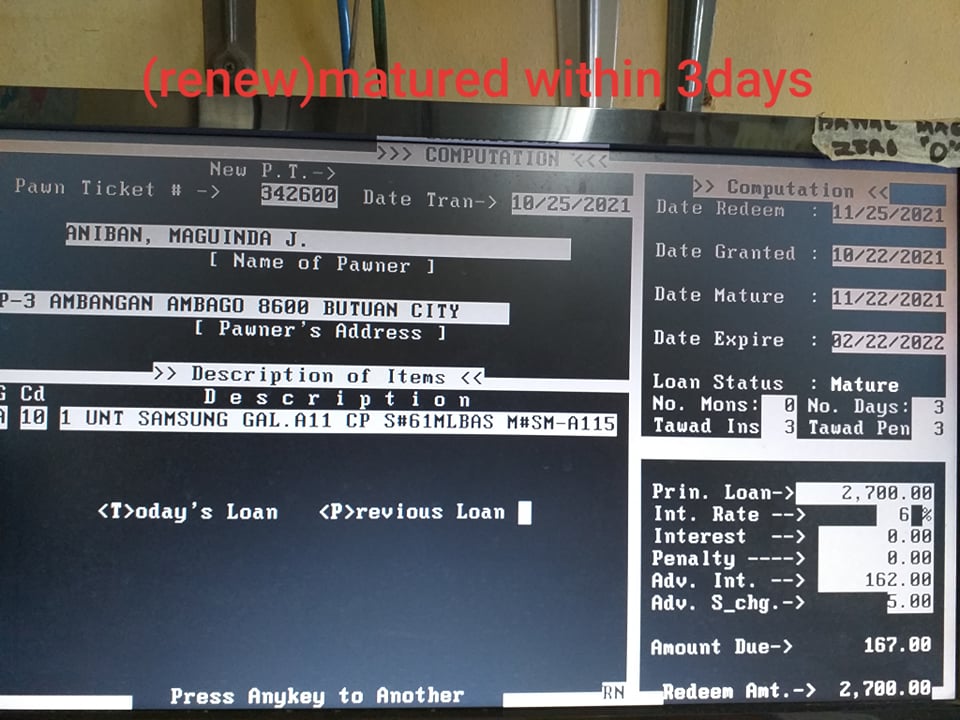 (renew)matured within 3days
ZERO "O"
>>> COMPUTATION <<<
New P.T.->
Pawn Ticket # -> 342600 Date Tran-> 10/25/2021
ANIBAN, MAGUINDA J.
[ Name of Pawner ]
P-3 AMBANGAN AMBAGO 8600 BUTUAN CITY
[ Pawner's Address ]
>> Description of Items <<
Cd Description
10 1 UNT SAMSUNG GAL.A11 CP S#61MLBAS M#SM-A115
<T>oday's Loan <P>revious Loan
Press Anykey to Another
RN
>> Computation <<
Date Redeem : 11/25/2021
Date Granted : 10/22/2021
Date Mature : 11/22/2021
Date Expire : 02/22/2022
Loan Status : Mature
No. Mons: 0 No. Days: 3
Tawad Ins 3 Tawad Pen 3
Prin. Loan-> 2,700.00
Int. Rate --> 6 %
Interest --> 0.00
Penalty ----> 0.00
Adv. Int. --> 162.00
Adv. S_chg.-> 5.00
Amount Due-> 167.00
Redeem Amt.-> 2,700.00